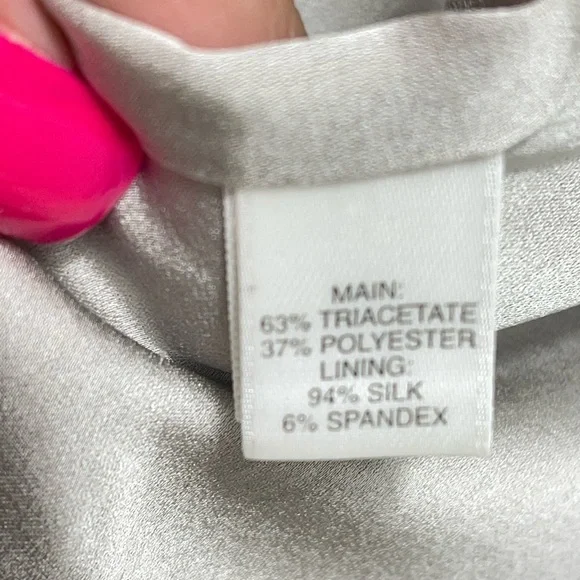 MAIN:
63% TRIACETATE
37% POLYESTER
LINING:
94% SILK
6% SPANDEX